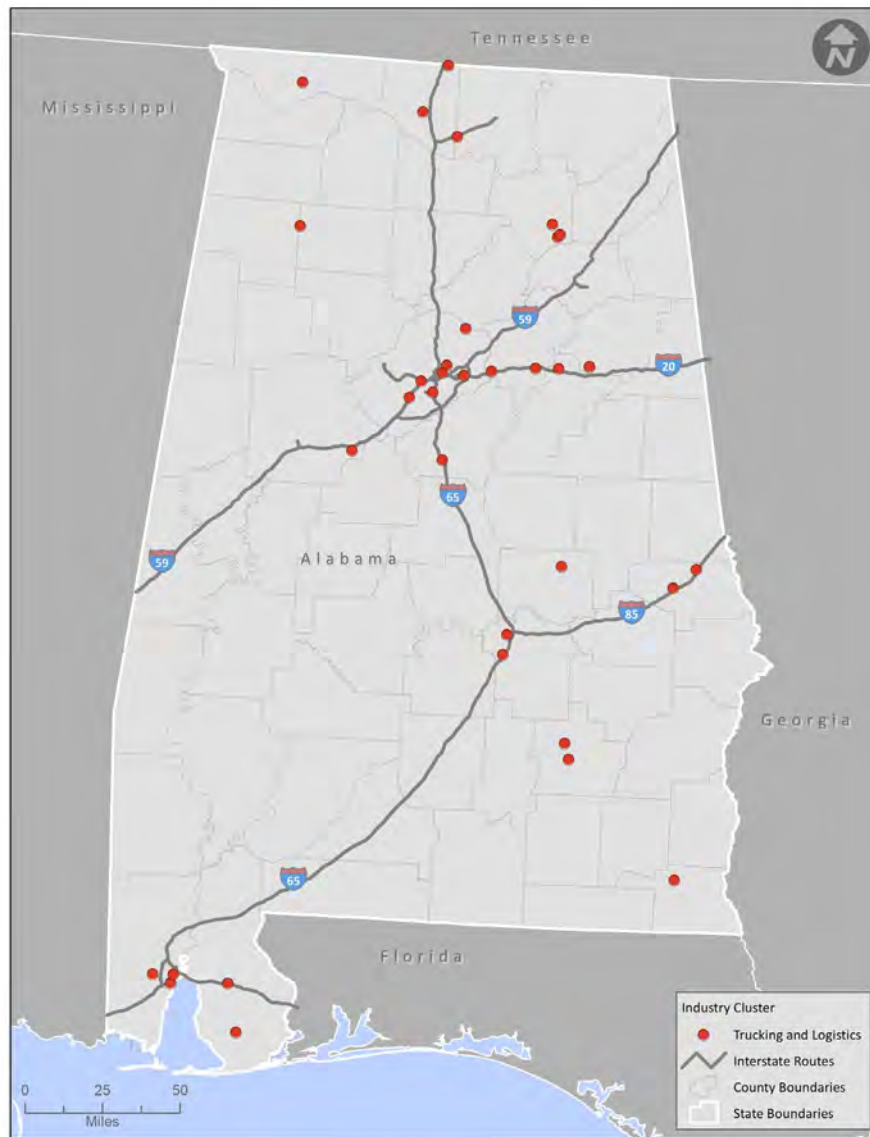 Tennessee
N
Mississippi
59
20
65
Alabama
59
85
Georgia
65
Florida
Industry Cluster
Trucking and Logistics
Interstate Routes
County Boundaries
State Boundaries
0 25 50
Miles